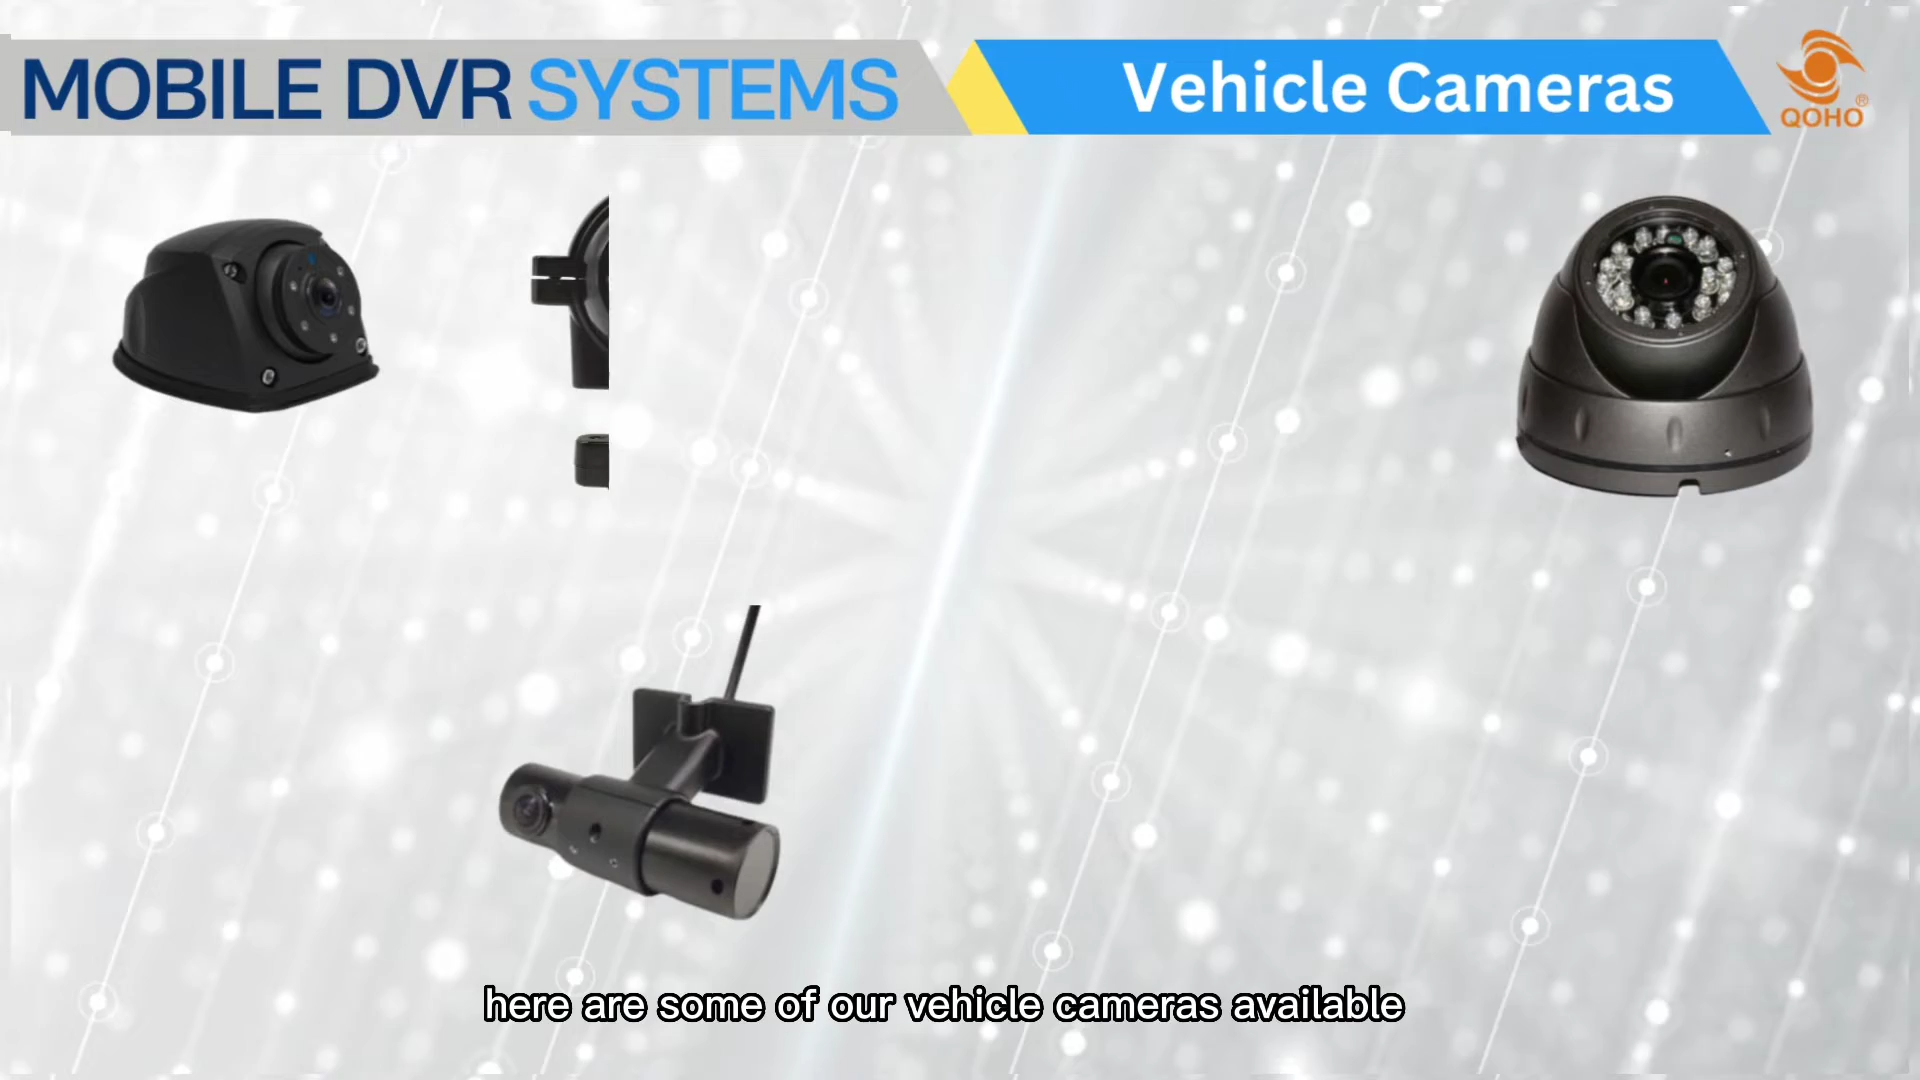 MOBILE DVR SYSTEMS
Vehicle Cameras
QOHO®
here are some of our vehicle cameras available